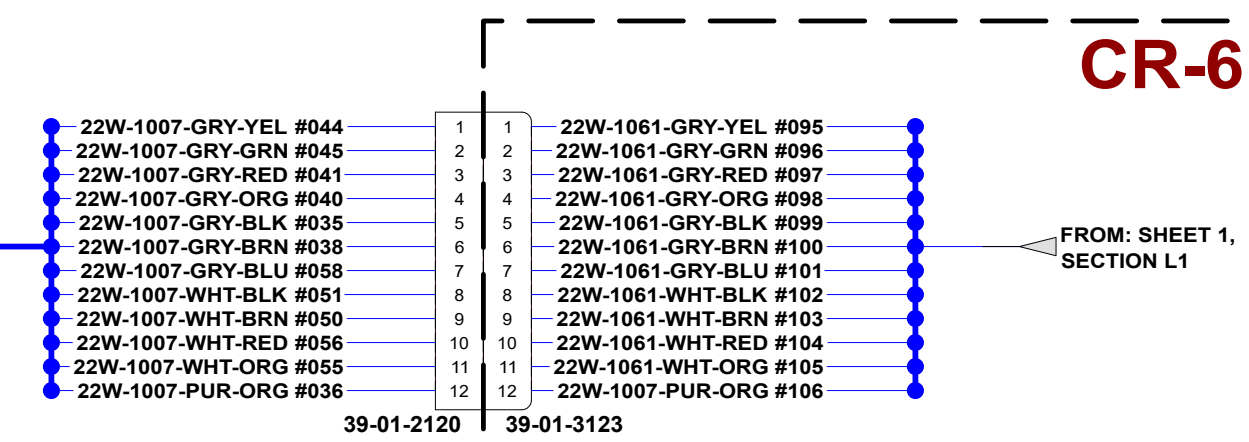 CR-6
22W-1007-GRY-YEL #044 1 1 22W-1061-GRY-YEL #095
22W-1007-GRY-GRN #045 2 2 22W-1061-GRY-GRN #096
22W-1007-GRY-RED #041 3 3 22W-1061-GRY-RED #097
22W-1007-GRY-ORG #040 4 4 22W-1061-GRY-ORG #098
22W-1007-GRY-BLK #035 5 5 22W-1061-GRY-BLK #099
22W-1007-GRY-BRN #038 6 6 22W-1061-GRY-BRN #100
22W-1007-GRY-BLU #058 7 7 22W-1061-GRY-BLU #101
22W-1007-WHT-BLK #051 8 8 22W-1061-WHT-BLK #102
22W-1007-WHT-BRN #050 9 9 22W-1061-WHT-BRN #103
22W-1007-WHT-RED #056 10 10 22W-1061-WHT-RED #104
22W-1007-WHT-ORG #055 11 11 22W-1061-WHT-ORG #105
22W-1007-PUR-ORG #036 12 12 22W-1007-PUR-ORG #106
FROM: SHEET 1,
SECTION L1
39-01-2120 39-01-3123